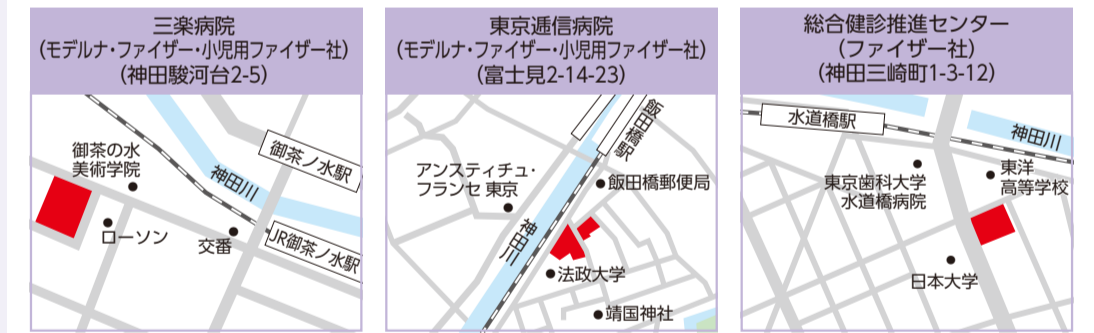 三楽病院
（モデルナ・ファイザー・小児用ファイザー社）
（神田駿河台2-5）
御茶の水
美術学院
神田川
御茶ノ水駅
ローソン
交番
JR御茶ノ水駅
東京逓信病院
（モデルナ・ファイザー・小児用ファイザー社）
（富士見2-14-23）
飯田橋駅
アンスティチュ・
フランセ 東京
飯田橋郵便局
神田川
法政大学
靖国神社
総合健診推進センター
（ファイザー社）
（神田三崎町1-3-12）
水道橋駅
神田川
東京歯科大学
水道橋病院
東洋
高等学校
日本大学